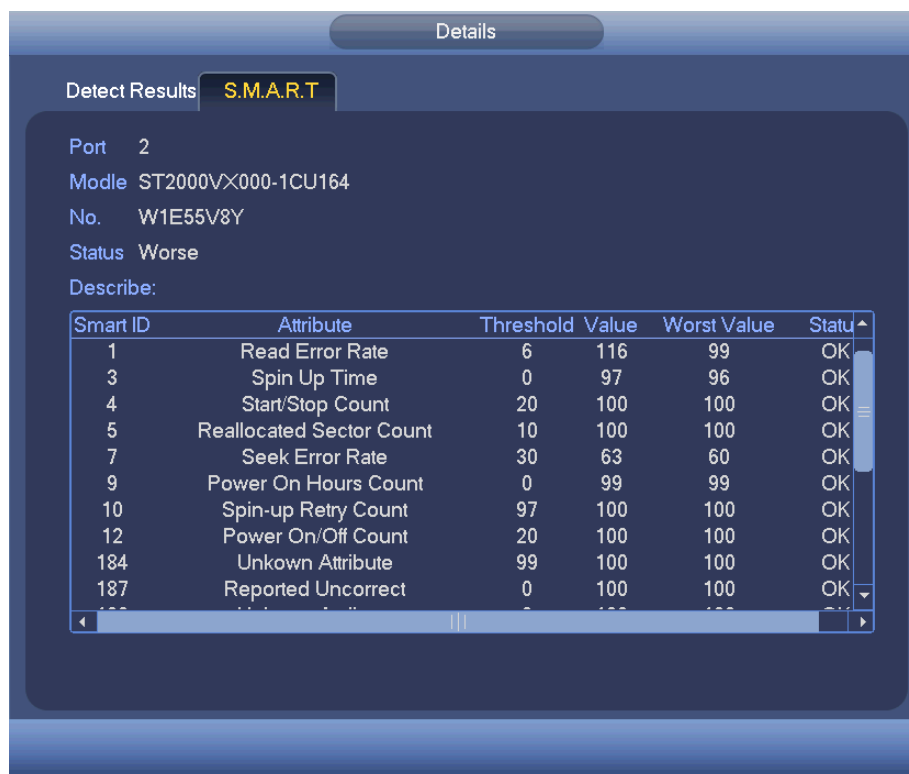 Details
Detect Results S.M.A.R.T
Port 2
Modle ST2000VX000-1CU164
No. W1E55V8Y
Status Worse
Describe:
Smart ID Attribute Threshold Value Worst Value Statu
1 Read Error Rate 6 116 99 OK
3 Spin Up Time 0 97 96 OK
4 Start/Stop Count 20 100 100 OK
5 Reallocated Sector Count 10 100 100 OK
7 Seek Error Rate 30 63 60 OK
9 Power On Hours Count 0 99 99 OK
10 Spin-up Retry Count 97 100 100 OK
12 Power On/Off Count 20 100 100 OK
184 Unkown Attribute 99 100 100 OK
187 Reported Uncorrect 0 100 100 OK